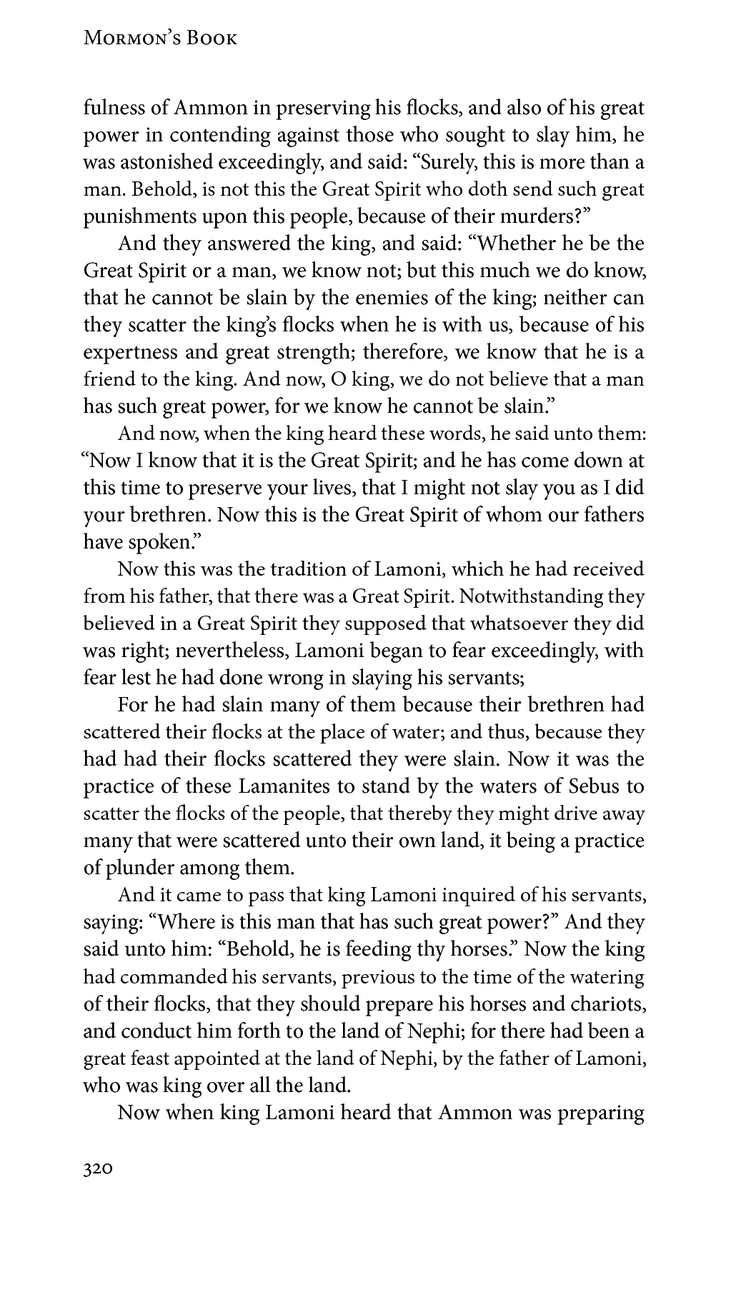 Mormon’s Book
fulness of Ammon in preserving his flocks, and also of his great
power in contending against those who sought to slay him, he
was astonished exceedingly, and said: “Surely, this is more than a
man. Behold, is not this the Great Spirit who doth send such great
punishments upon this people, because of their murders?”
And they answered the king, and said: “Whether he be the
Great Spirit or a man, we know not; but this much we do know,
that he cannot be slain by the enemies of the king; neither can
they scatter the king’s flocks when he is with us, because of his
expertness and great strength; therefore, we know that he is a
friend to the king. And now, O king, we do not believe that a man
has such great power, for we know he cannot be slain.”
And now, when the king heard these words, he said unto them:
“Now I know that it is the Great Spirit; and he has come down at
this time to preserve your lives, that I might not slay you as I did
your brethren. Now this is the Great Spirit of whom our fathers
have spoken.”
Now this was the tradition of Lamoni, which he had received
from his father, that there was a Great Spirit. Notwithstanding they
believed in a Great Spirit they supposed that whatsoever they did
was right; nevertheless, Lamoni began to fear exceedingly, with
fear lest he had done wrong in slaying his servants;
For he had slain many of them because their brethren had
scattered their flocks at the place of water; and thus, because they
had had their flocks scattered they were slain. Now it was the
practice of these Lamanites to stand by the waters of Sebus to
scatter the flocks of the people, that thereby they might drive away
many that were scattered unto their own land, it being a practice
of plunder among them.
And it came to pass that king Lamoni inquired of his servants,
saying: “Where is this man that has such great power?” And they
said unto him: “Behold, he is feeding thy horses.” Now the king
had commanded his servants, previous to the time of the watering
of their flocks, that they should prepare his horses and chariots,
and conduct him forth to the land of Nephi; for there had been a
great feast appointed at the land of Nephi, by the father of Lamoni,
who was king over all the land.
Now when king Lamoni heard that Ammon was preparing
320